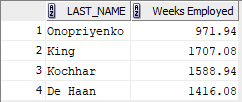 LAST_NAME Weeks Employed
1 Onopriyenko 971.94
2 King 1707.08
3 Kochhar 1588.94
4 De Haan 1416.08